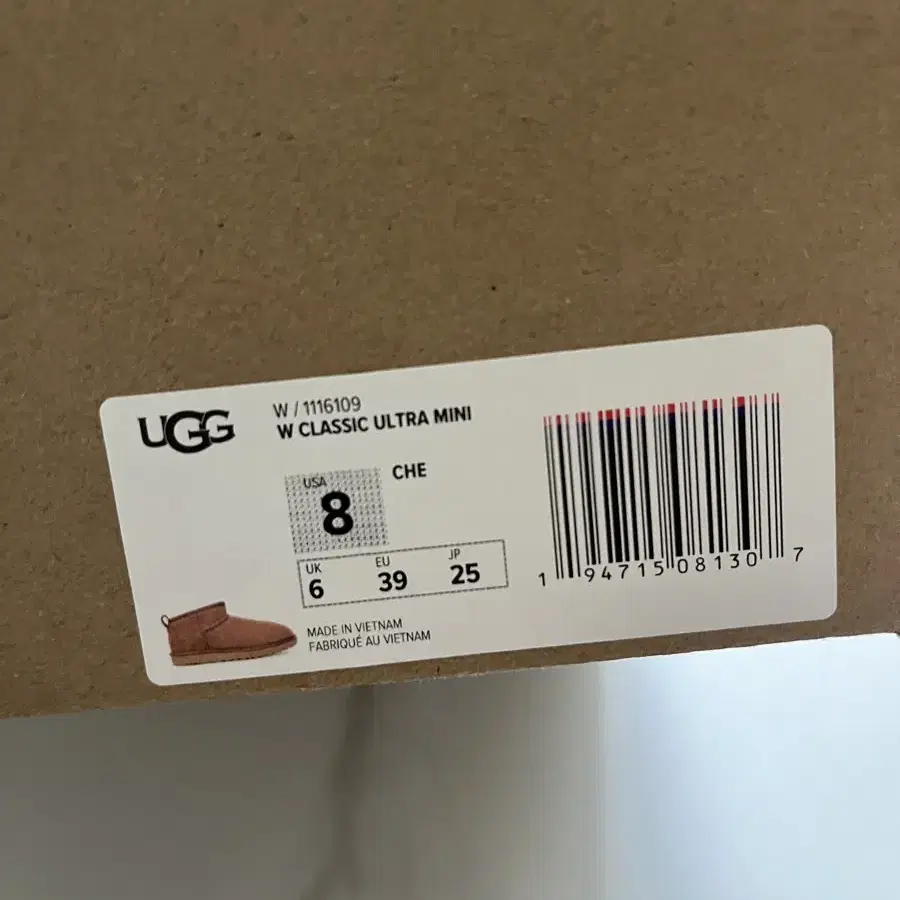 UGG
W / 1116109
W CLASSIC ULTRA MINI
USA
8
CHE
UK EU JP
6 39 25
MADE IN VIETNAM
FABRIQUÉ AU VIETNAM
1 94715 08130 7